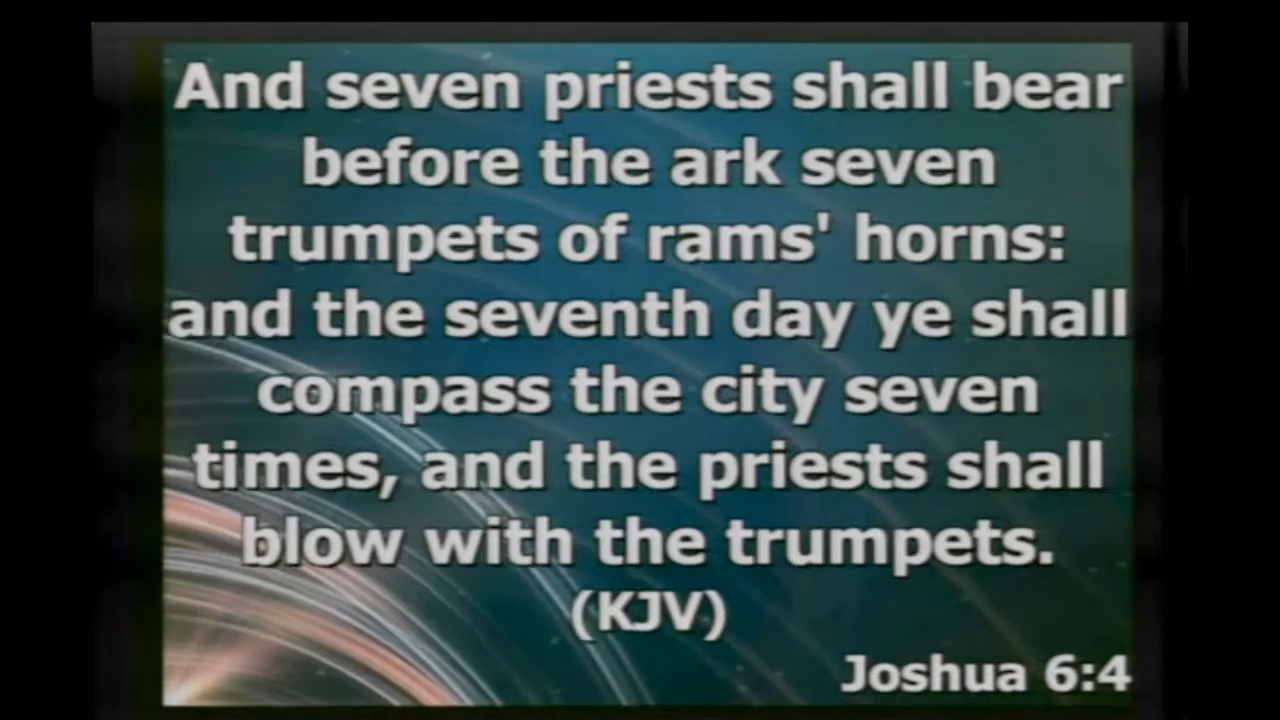 And seven priests shall bear
before the ark seven
trumpets of rams' horns:
and the seventh day ye shall
compass the city seven
times, and the priests shall
blow with the trumpets.
(KJV)
Joshua 6:4